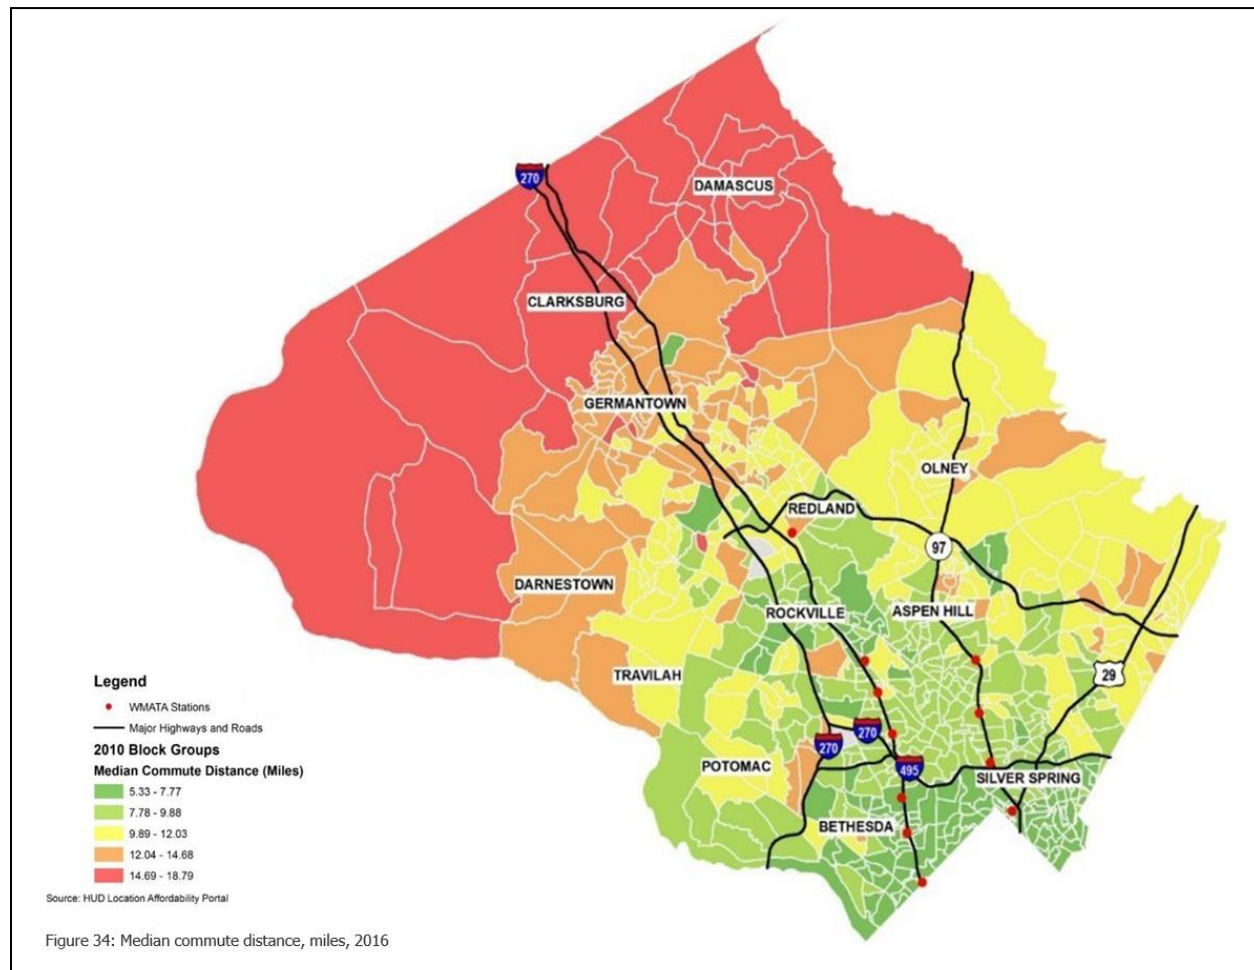 270
DAMASCUS
CLARKSBURG
GERMANTOWN
OLNEY
REDLAND
97
DARNESTOWN
ROCKVILLE
ASPEN HILL
TRAVILAH
29
270
270
POTOMAC
495
SILVER SPRING
BETHESDA
Legend
WMATA Stations
Major Highways and Roads
2010 Block Groups
Median Commute Distance (Miles)
5.33 - 7.77
7.78 - 9.88
9.89 - 12.03
12.04 - 14.68
14.69 - 18.79
Source: HUD Location Affordability Portal
Figure 34: Median commute distance, miles, 2016